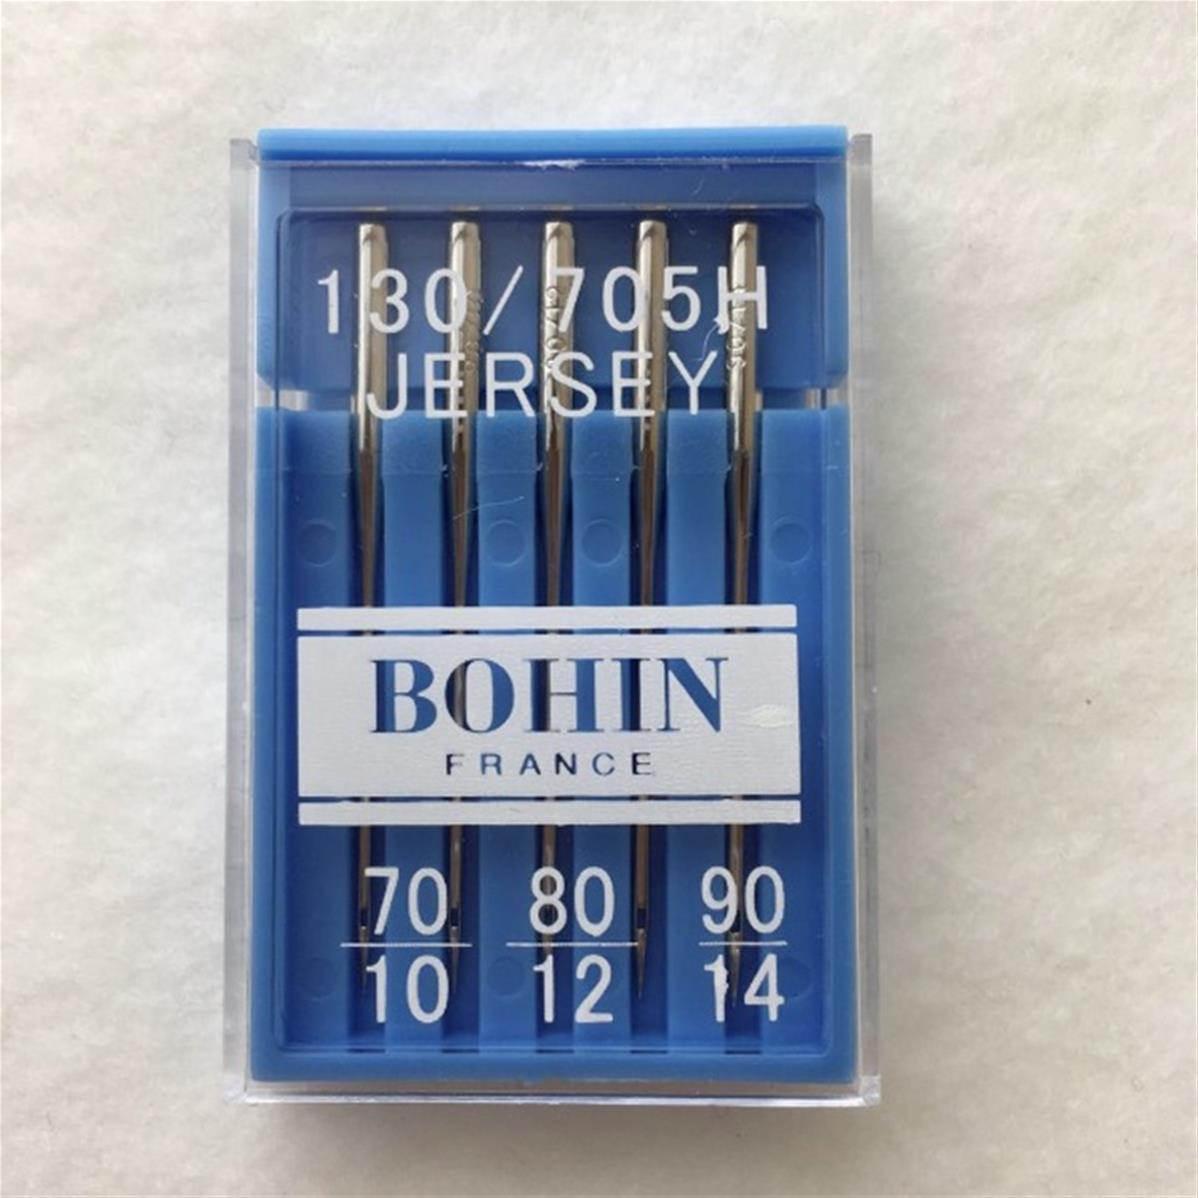 130/705H
JERSEY
BOHIN
FRANCE
70 80 90
10 12 14